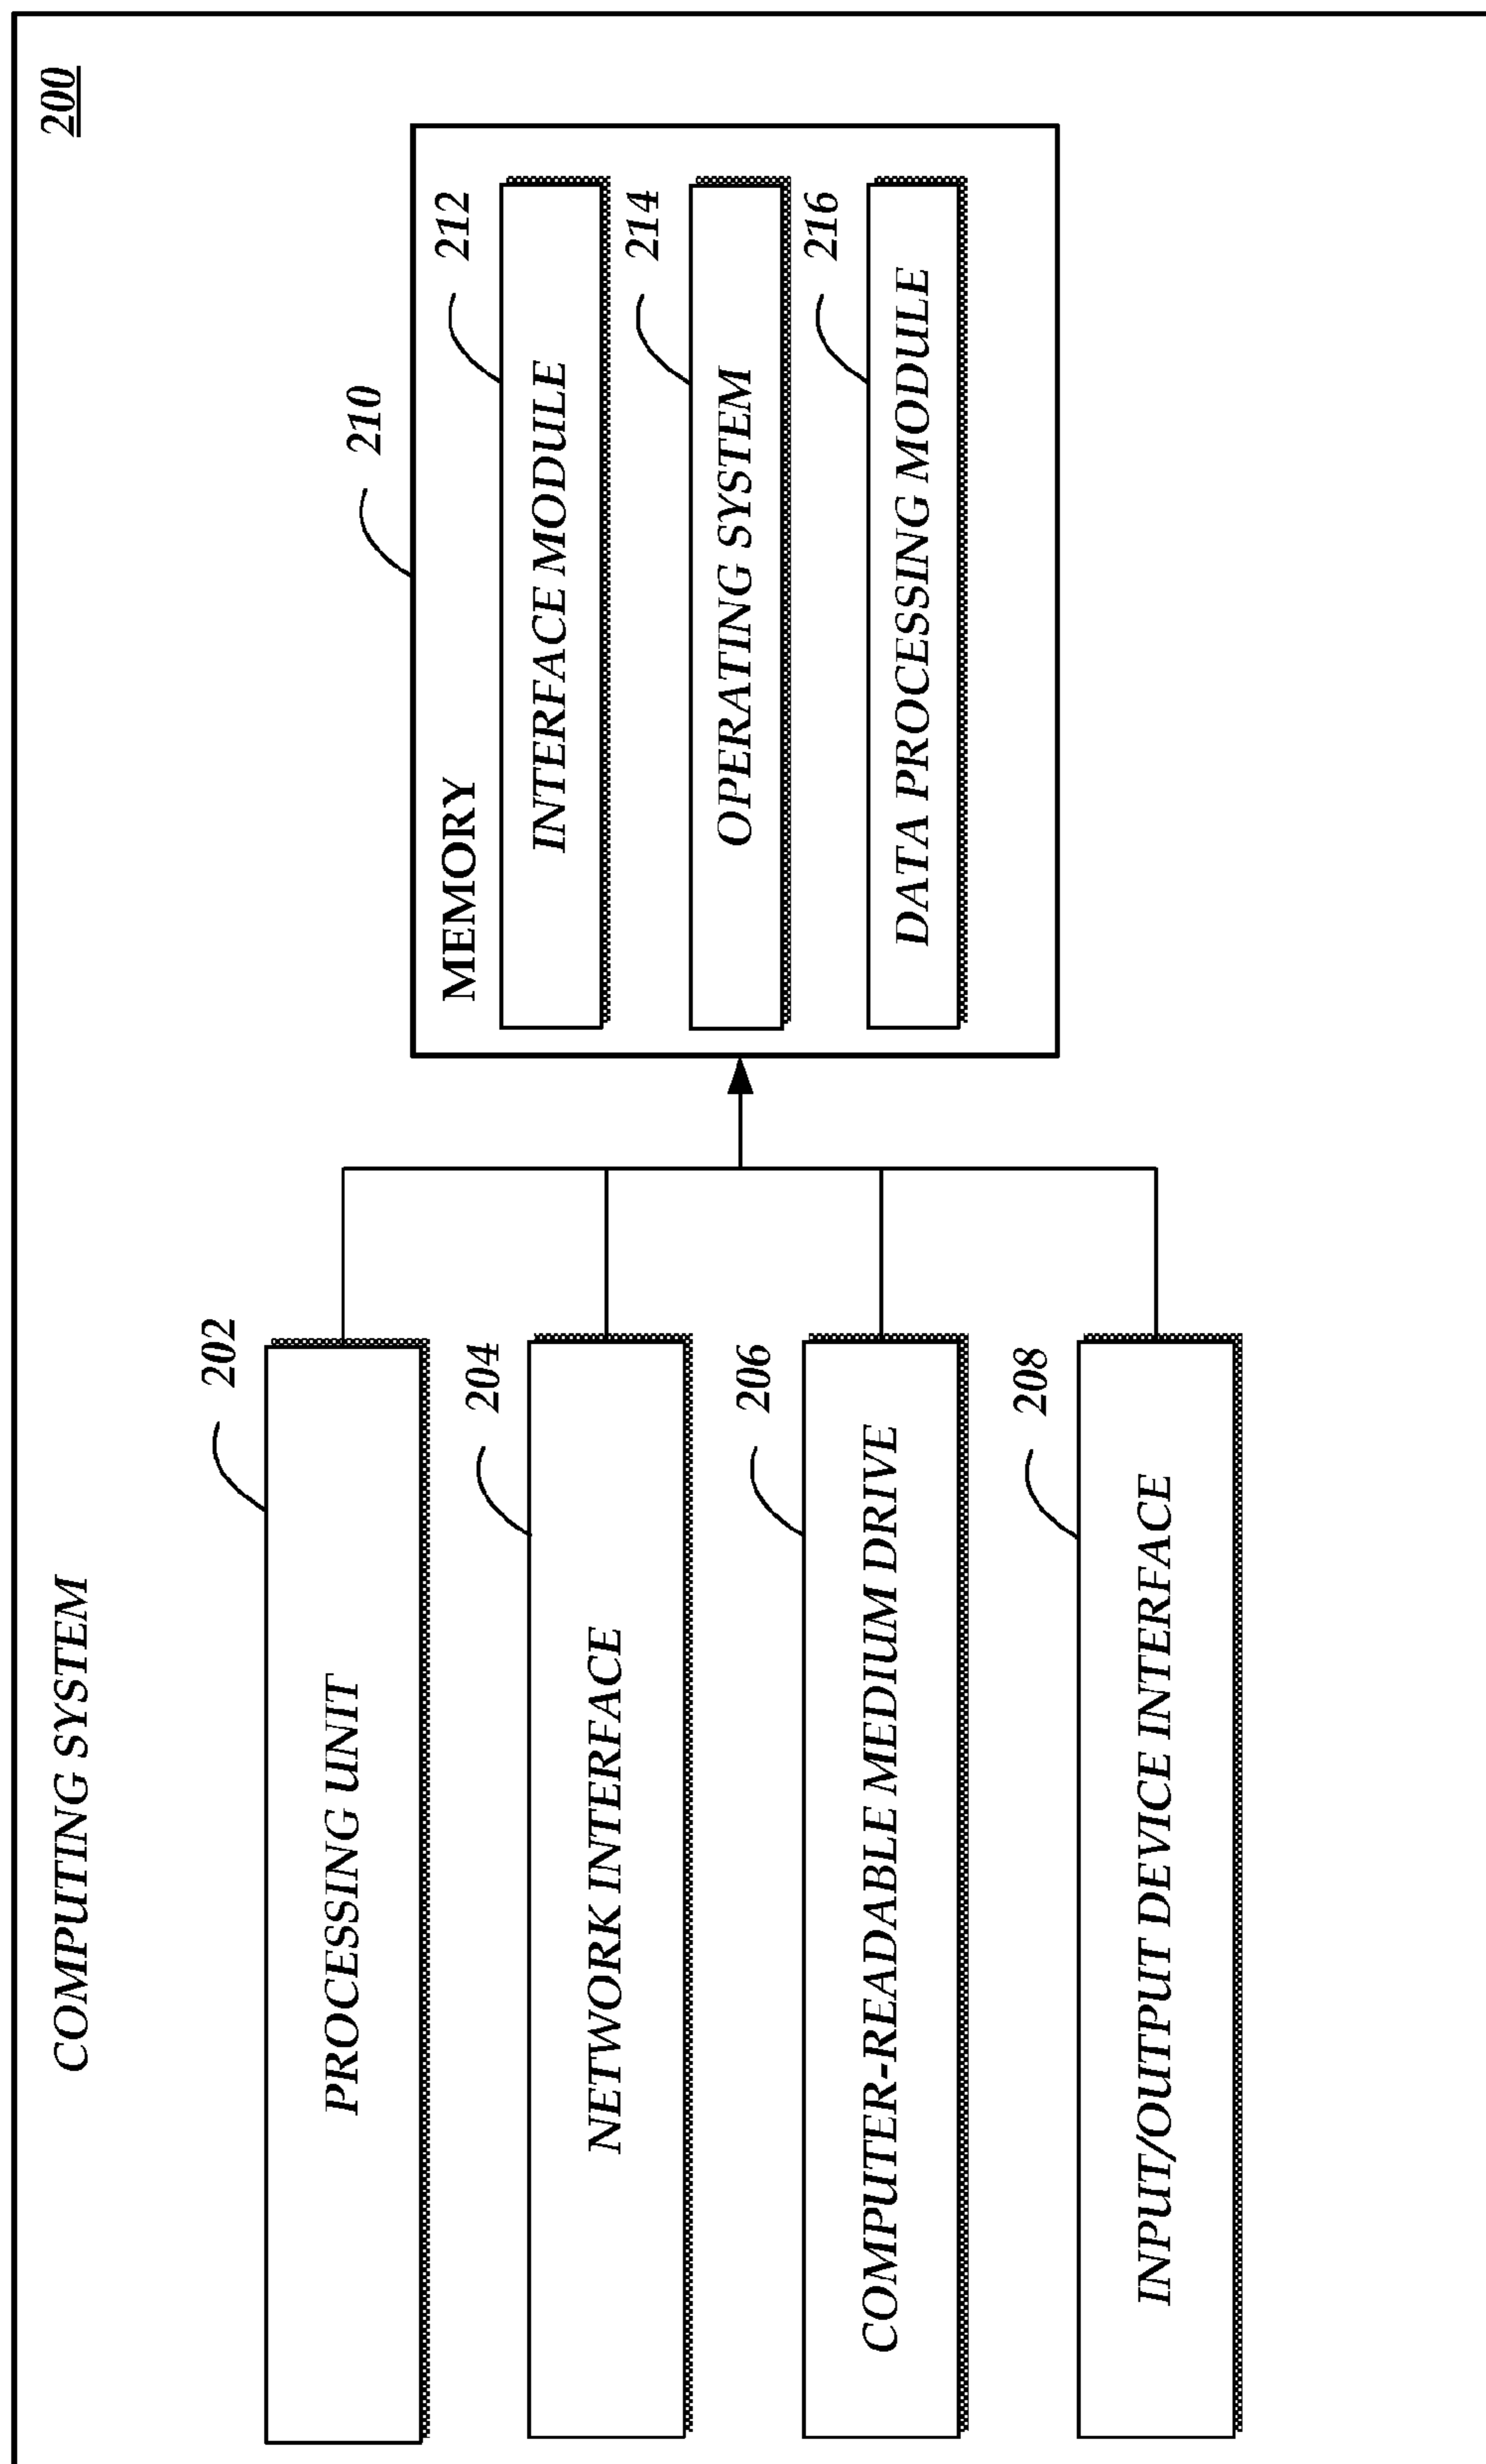 COMPUTING SYSTEM
200
202
PROCESSING UNIT
204
NETWORK INTERFACE
206
COMPUTER-READABLE MEDIUM DRIVE
208
INPUT/OUTPUT DEVICE INTERFACE
210
MEMORY
212
INTERFACE MODULE
214
OPERATING SYSTEM
216
DATA PROCESSING MODULE